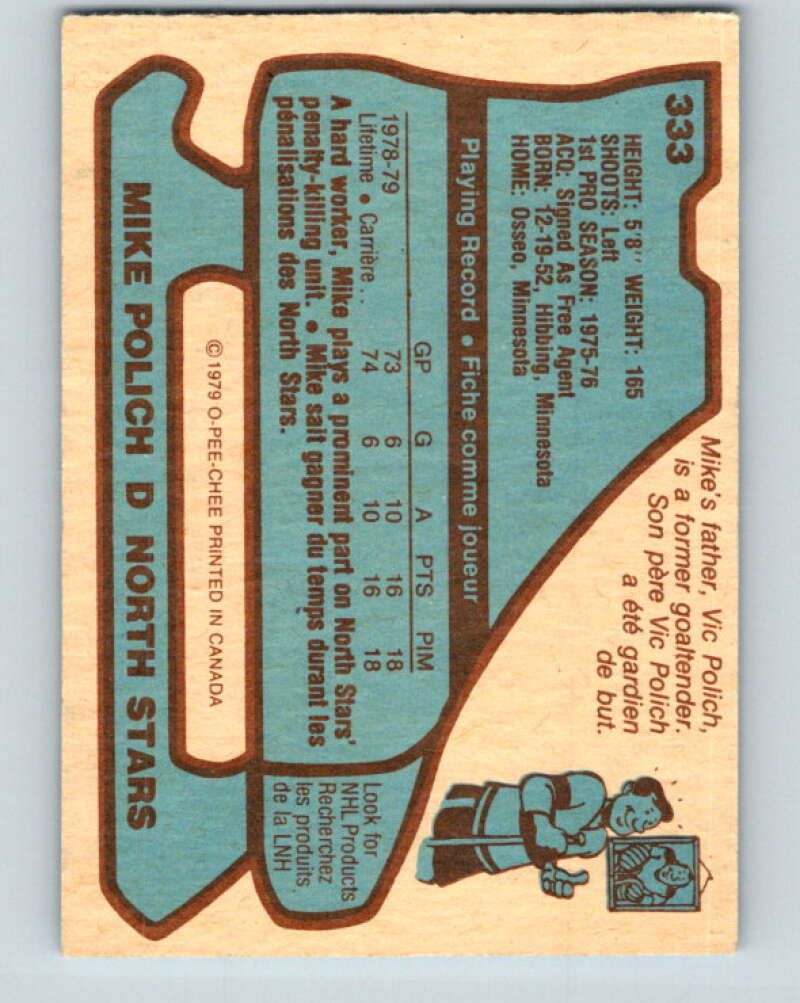 333
HEIGHT: 5'8'' WEIGHT: 165
SHOOTS: Left
1st PRO SEASON: 1975-76
ACQ: Signed As Free Agent
BORN: 12-19-52, Hibbing, Minnesota
HOME: Osseo, Minnesota
Mike's father, Vic Polich,
is a former goaltender.
Son père Vic Polich
a été gardien
de but.
Playing Record • Fiche comme joueur
GP G A PTS PIM
1978-79 73 6 10 16 18
Lifetime • Carrière . . 74 6 10 16 18
A hard worker, Mike plays a prominent part on North Stars'
penalty-killing unit. • Mike sait gagner du temps durant les
pénalisations des North Stars.
Look for
NHL Products
Recherchez
les produits
de la LNH
© 1979 O-PEE-CHEE PRINTED IN CANADA
MIKE POLICH D NORTH STARS